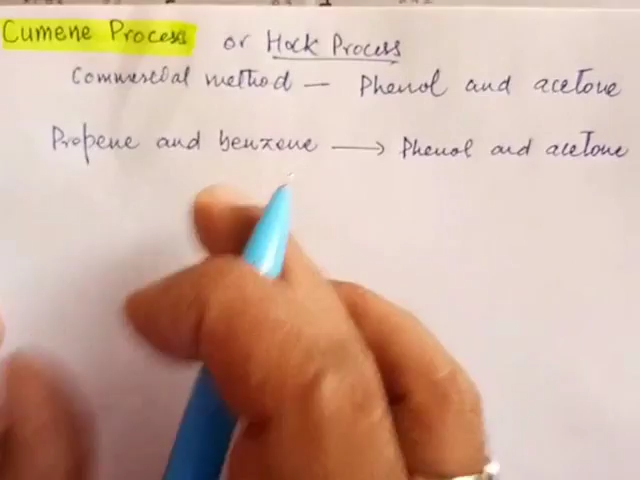 Cumene Process or Hock Process
Commercial method — Phenol and acetone
Propene and benzene ⟶ Phenol and acetone